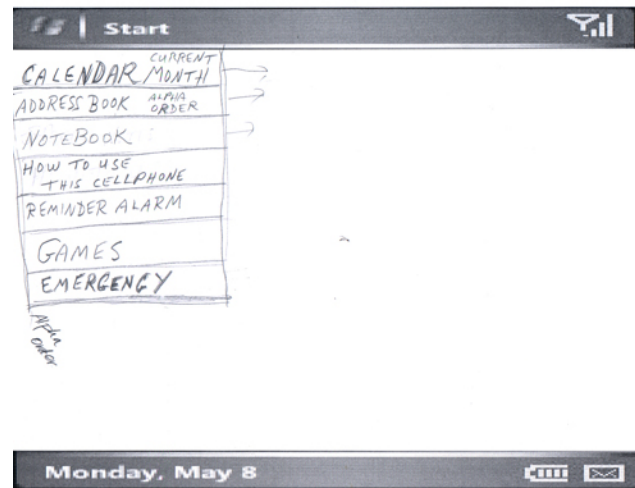 Start
CALENDAR CURRENT MONTH
ADDRESS BOOK ALPHA ORDER
NOTEBOOK
HOW TO USE
THIS CELLPHONE
REMINDER ALARM
GAMES
EMERGENCY
Alpha
order
Monday, May 8